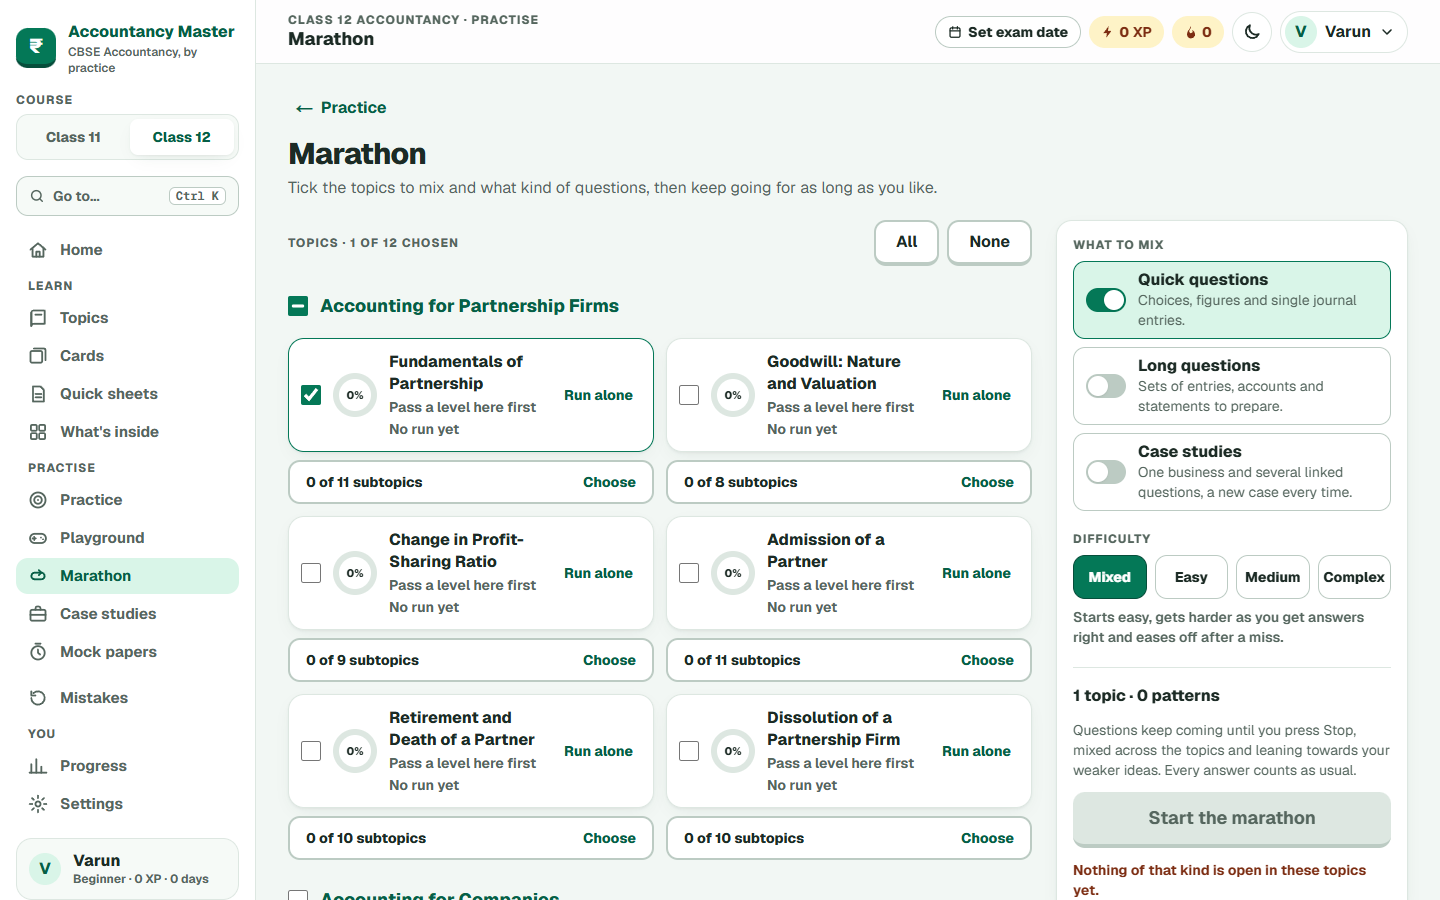 Accountancy Master
CBSE Accountancy, by
practice
COURSE
Class 11
Class 12
Go to...
Ctrl K
Home
LEARN
Topics
Cards
Quick sheets
What's inside
PRACTISE
Practice
Playground
Marathon
Case studies
Mock papers
Mistakes
YOU
Progress
Settings
V
Varun
Beginner · 0 XP · 0 days
CLASS 12 ACCOUNTANCY · PRACTISE
Marathon
Set exam date
0 XP
0
V
Varun
← Practice
Marathon
Tick the topics to mix and what kind of questions, then keep going for as long as you like.
TOPICS · 1 OF 12 CHOSEN
All
None
Accounting for Partnership Firms
0%
Fundamentals of
Partnership
Pass a level here first
No run yet
Run alone
0 of 11 subtopics
Choose
0%
Goodwill: Nature
and Valuation
Pass a level here first
No run yet
Run alone
0 of 8 subtopics
Choose
0%
Change in Profit-
Sharing Ratio
Pass a level here first
No run yet
Run alone
0 of 9 subtopics
Choose
0%
Admission of a
Partner
Pass a level here first
No run yet
Run alone
0 of 11 subtopics
Choose
0%
Retirement and
Death of a Partner
Pass a level here first
No run yet
Run alone
0 of 10 subtopics
Choose
0%
Dissolution of a
Partnership Firm
Pass a level here first
No run yet
Run alone
0 of 10 subtopics
Choose
Accounting for Companies
WHAT TO MIX
Quick questions
Choices, figures and single journal
entries.
Long questions
Sets of entries, accounts and
statements to prepare.
Case studies
One business and several linked
questions, a new case every time.
DIFFICULTY
Mixed
Easy
Medium
Complex
Starts easy, gets harder as you get answers
right and eases off after a miss.
1 topic · 0 patterns
Questions keep coming until you press Stop,
mixed across the topics and leaning towards your
weaker ideas. Every answer counts as usual.
Start the marathon
Nothing of that kind is open in these topics
yet.